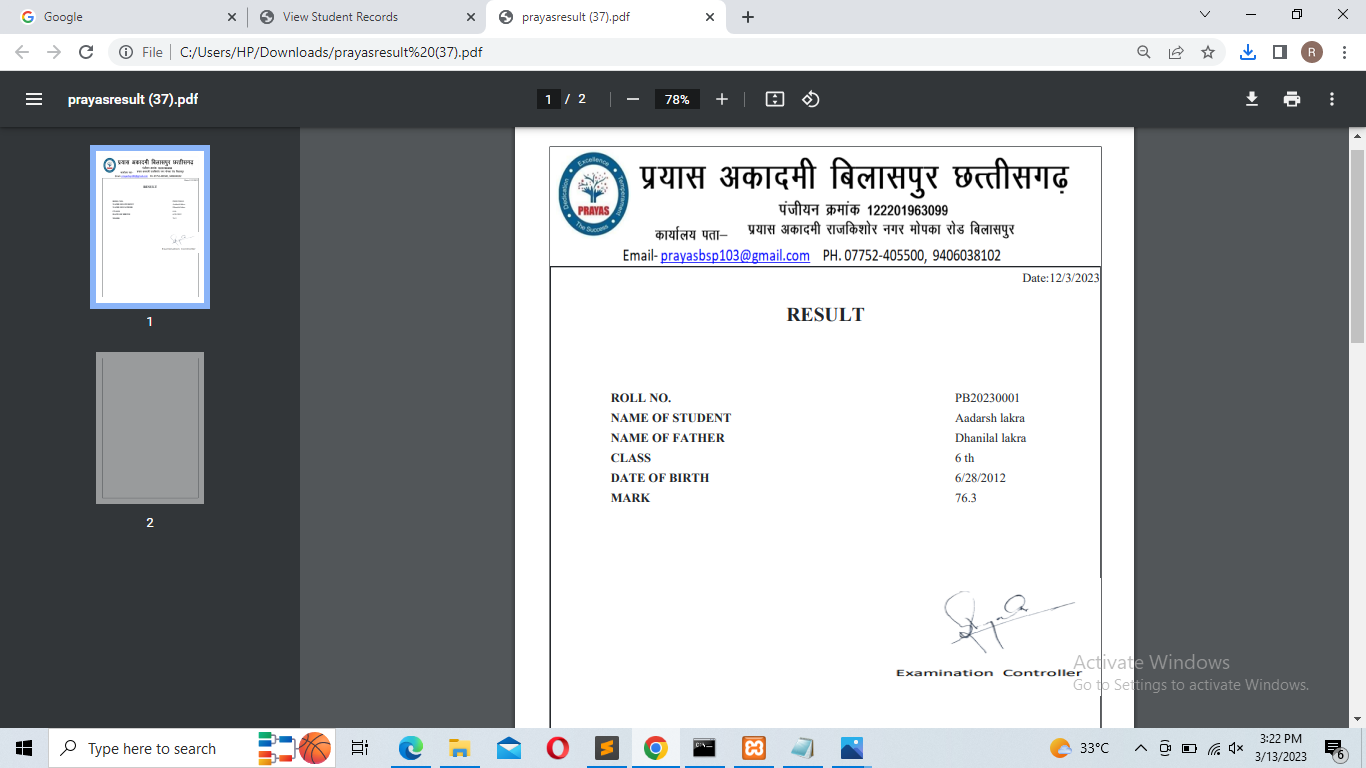 Google
View Student Records
prayasresult (37).pdf
File
C:/Users/HP/Downloads/prayasresult%20(37).pdf
R
prayasresult (37).pdf
1 / 2
78%
1
2
Excellence
Dedication
Temperament
PRAYAS
The Success
प्रयास अकादमी बिलासपुर छत्तीसगढ़
पंजीयन क्रमांक 122201963099
कार्यालय पता– प्रयास अकादमी राजकिशोर नगर मोपका रोड बिलासपुर
Email- prayasbsp103@gmail.com PH. 07752-405500, 9406038102
Date:12/3/2023
RESULT
ROLL NO. PB20230001
NAME OF STUDENT Aadarsh lakra
NAME OF FATHER Dhanilal lakra
CLASS 6 th
DATE OF BIRTH 6/28/2012
MARK 76.3
Examination Controller
Activate Windows
Go to Settings to activate Windows.
Type here to search
33°C
3:22 PM
3/13/2023
6